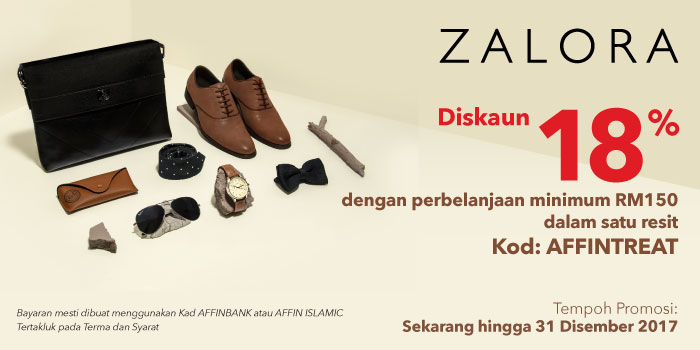 ZALORA
Diskaun 18%
dengan perbelanjaan minimum RM150
dalam satu resit
Kod: AFFINTREAT
Bayaran mesti dibuat menggunakan Kad AFFINBANK atau AFFIN ISLAMIC
Tertakluk pada Terma dan Syarat
Tempoh Promosi:
Sekarang hingga 31 Disember 2017